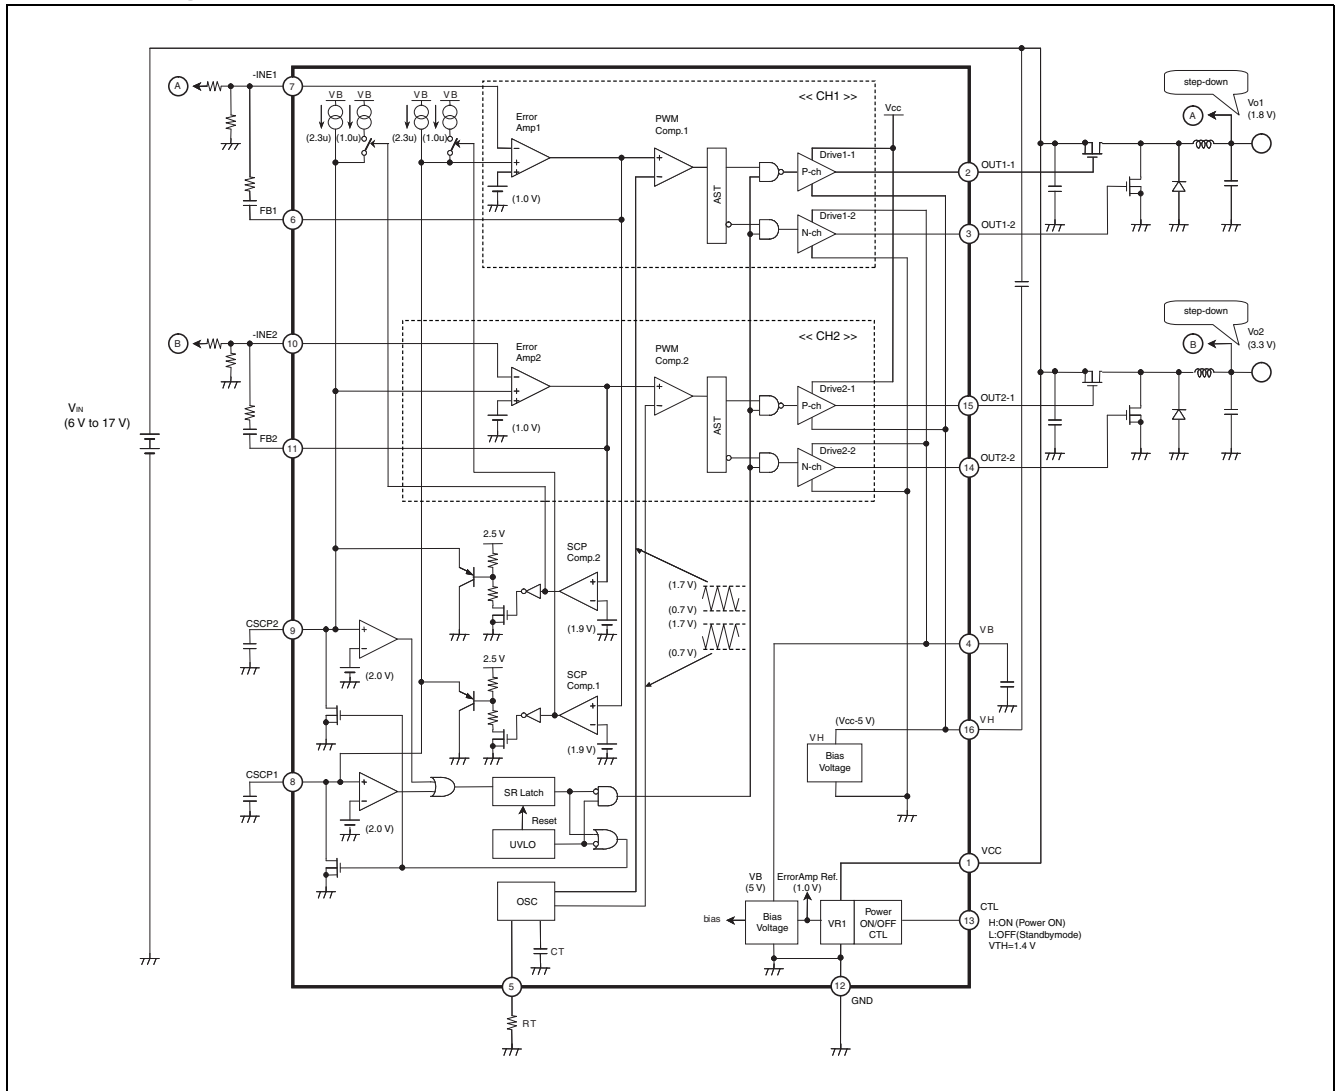 step-down
A
-INE1
7
VB
VB
VB
VB
<< CH1 >>
Vcc
A
Vo1
(1.8 V)
(2.3u)
(1.0u)
(2.3u)
(1.0u)
Error
Amp1
PWM
Comp.1
Drive1-1
P-ch
AST
2
OUT1-1
(1.0 V)
FB1
6
Drive1-2
N-ch
3
OUT1-2
step-down
B
-INE2
10
<< CH2 >>
B
Vo2
(3.3 V)
Error
Amp2
PWM
Comp.2
Drive2-1
P-ch
AST
15
OUT2-1
VIN
(6 V to 17 V)
(1.0 V)
FB2
11
Drive2-2
N-ch
14
OUT2-2
2.5 V
SCP
Comp.2
(1.7 V)
(0.7 V)
(1.9 V)
(1.7 V)
(0.7 V)
CSCP2
9
(2.0 V)
4
VB
2.5 V
SCP
Comp.1
(1.9 V)
(Vcc-5 V)
16
VH
VH
Bias
Voltage
CSCP1
8
(2.0 V)
SR Latch
Reset
UVLO
1
VCC
OSC
CT
VB
(5 V)
ErrorAmp Ref.
(1.0 V)
bias
Bias
Voltage
VR1
Power
ON/OFF
CTL
13
CTL
H:ON (Power ON)
L:OFF(Standbymode)
VTH=1.4 V
5
RT
12
GND